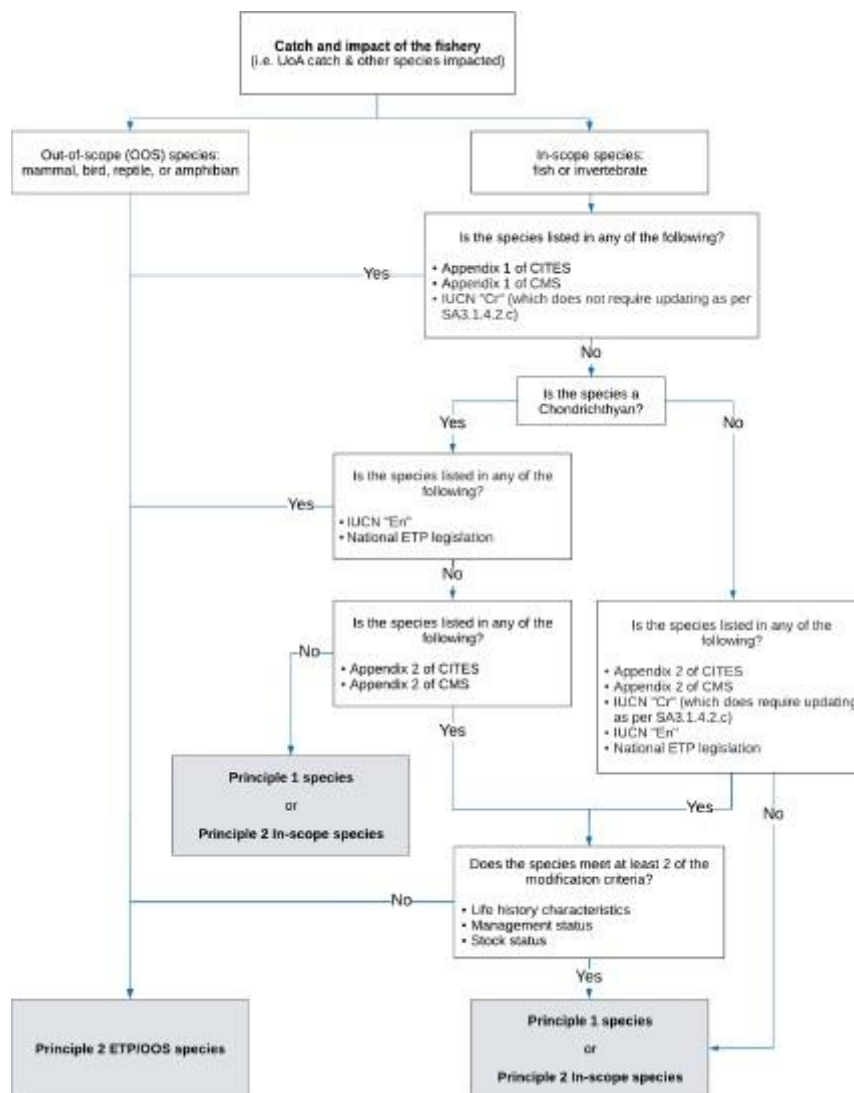 Catch and impact of the fishery
(i.e. UoA catch & other species impacted)
Out-of-scope (OOS) species:
mammal, bird, reptile, or amphibian
In-scope species:
fish or invertebrate
Is the species listed in any of the following?
• Appendix 1 of CITES
• Appendix 1 of CMS
• IUCN "Cr" (which does not require updating as per
SA3.1.4.2.c)
Yes
No
Is the species a
Chondrichthyan?
Yes
No
Is the species listed in any of the
following?
• IUCN "En"
• National ETP legislation
Yes
No
Is the species listed in any of the
following?
• Appendix 2 of CITES
• Appendix 2 of CMS
No
Yes
Is the species listed in any of the
following?
• Appendix 2 of CITES
• Appendix 2 of CMS
• IUCN "Cr" (which does require updating
as per SA3.1.4.2.c)
• IUCN "En"
• National ETP legislation
Yes
No
Principle 1 species
or
Principle 2 In-scope species
Does the species meet at least 2 of the
modification criteria?
• Life history characteristics
• Management status
• Stock status
No
Yes
Principle 2 ETP/OOS species
Principle 1 species
or
Principle 2 In-scope species